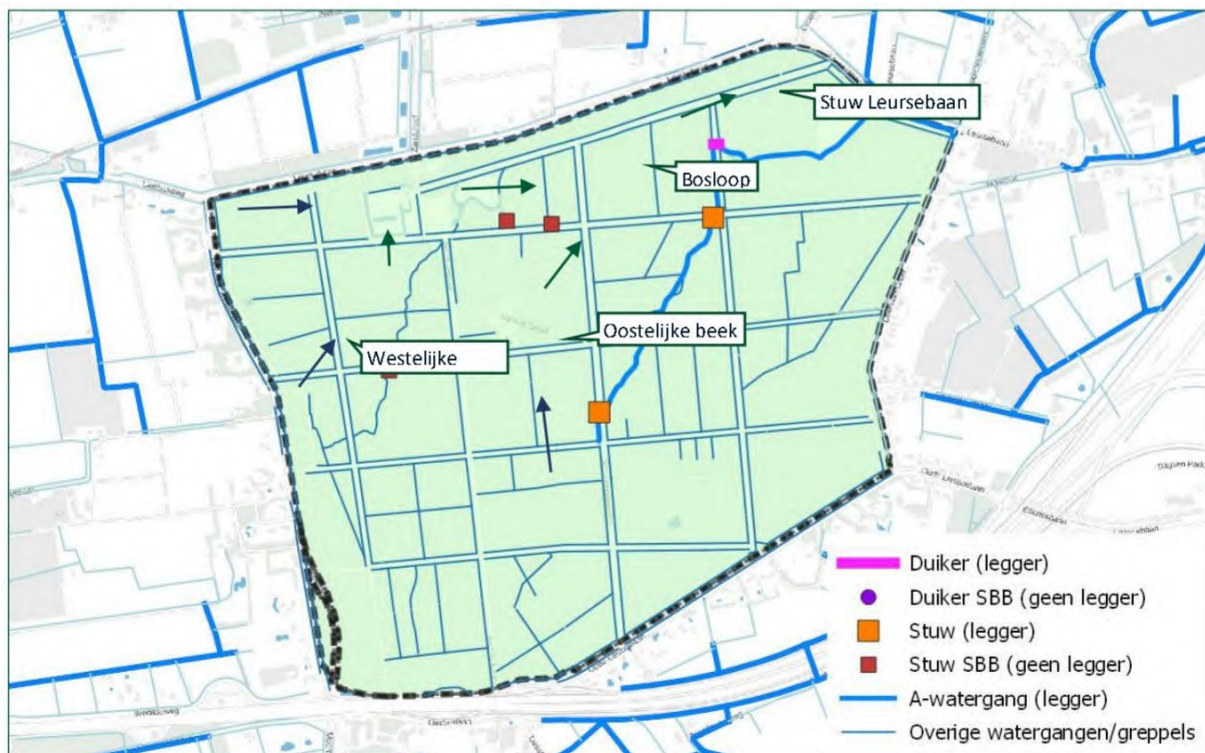 Stuw Leursebaan
Leursebaan
Bosloop
Oostelijke beek
Westelijke
Duiker (legger)
Duiker SBB (geen legger)
Stuw (legger)
Stuw SBB (geen legger)
A-watergang (legger)
Overige watergangen/greppels